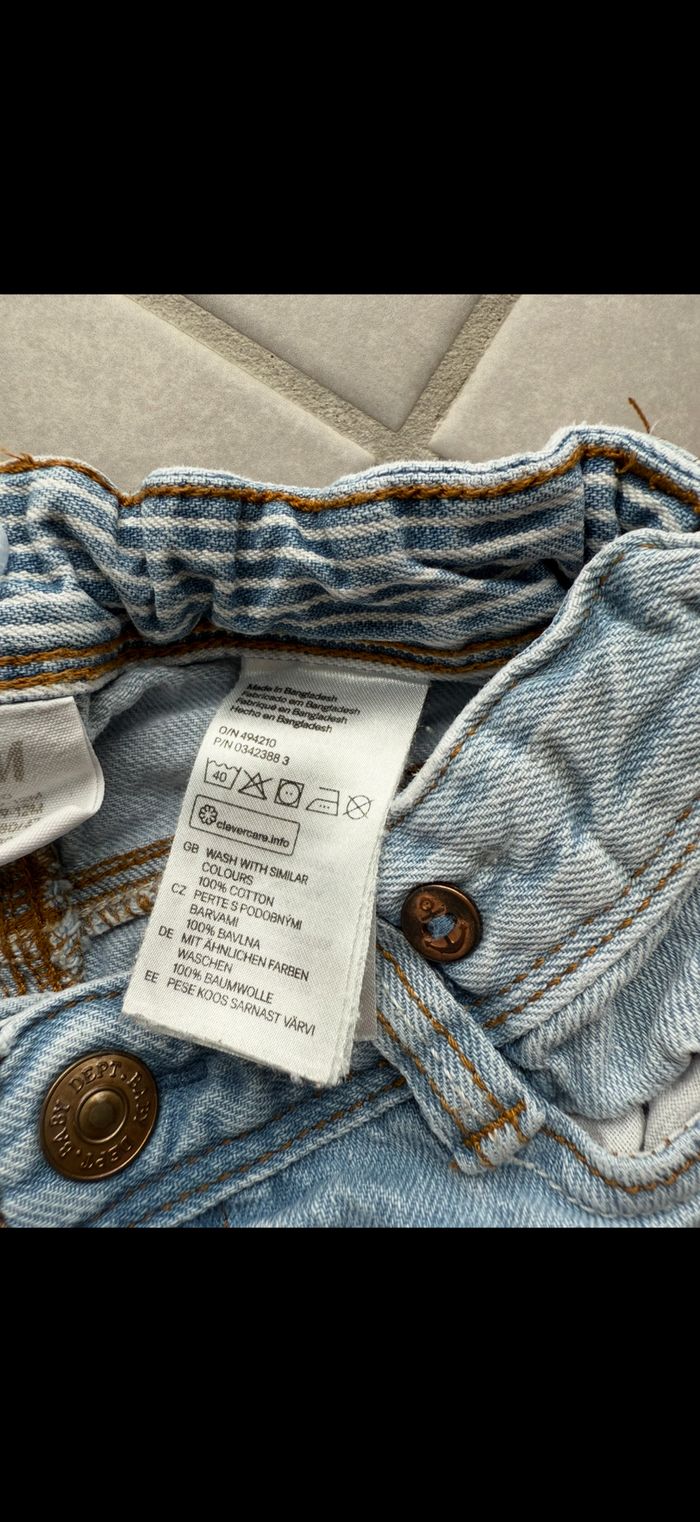 Made in Bangladesh
Fabricado em Bangladesh
Fabriqué en Bangladesh
Hecho en Bangladesh
O/N 494210
P/N 0342388 3
40
clevercare.info
GB WASH WITH SIMILAR
COLOURS
100% COTTON
CZ PERTE S PODOBNÝMI
BARVAMI
100% BAVLNA
DE MIT ÄHNLICHEN FARBEN
WASCHEN
100% BAUMWOLLE
EE PESE KOOS SARNAST VÄRVI
BABY DEPT. BABY DEPT.